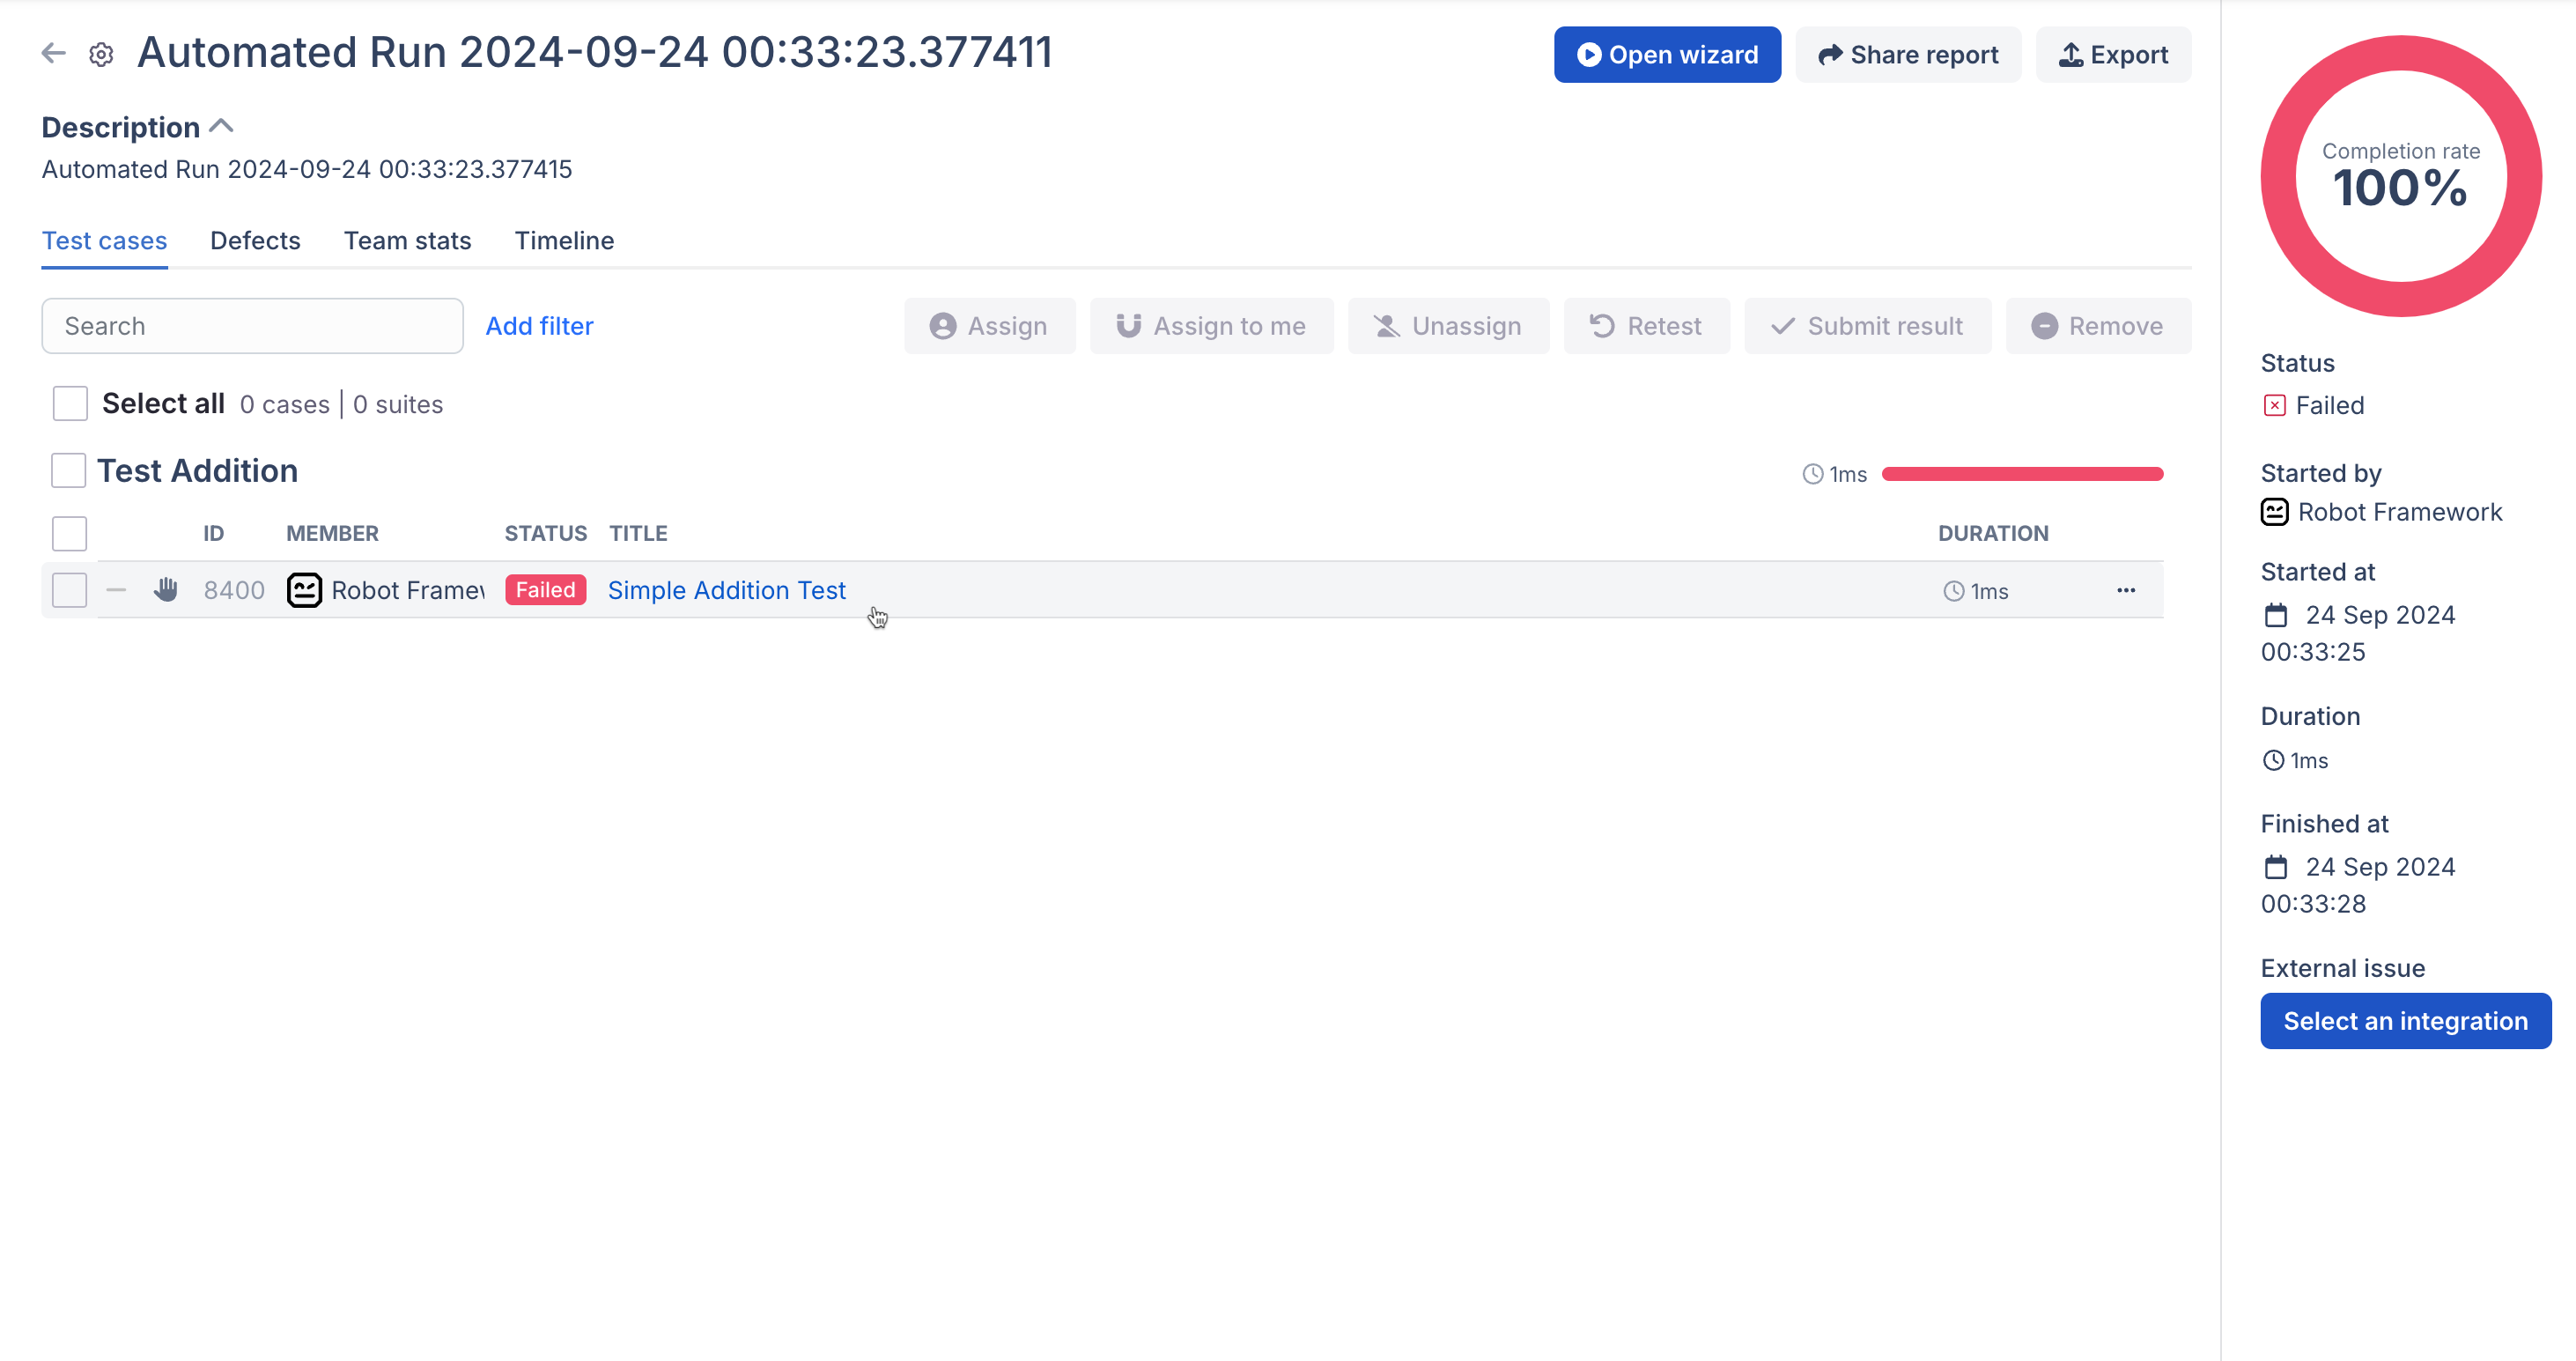 Automated Run 2024-09-24 00:33:23.377411
Open wizard
Share report
Export
Description
Automated Run 2024-09-24 00:33:23.377415
Test cases
Defects
Team stats
Timeline
Search
Add filter
Assign
Assign to me
Unassign
Retest
Submit result
Remove
Select all 0 cases | 0 suites
Test Addition
1ms
ID MEMBER STATUS TITLE DURATION
8400 Robot Framew Failed Simple Addition Test 1ms
Completion rate
100%
Status
Failed
Started by
Robot Framework
Started at
24 Sep 2024
00:33:25
Duration
1ms
Finished at
24 Sep 2024
00:33:28
External issue
Select an integration